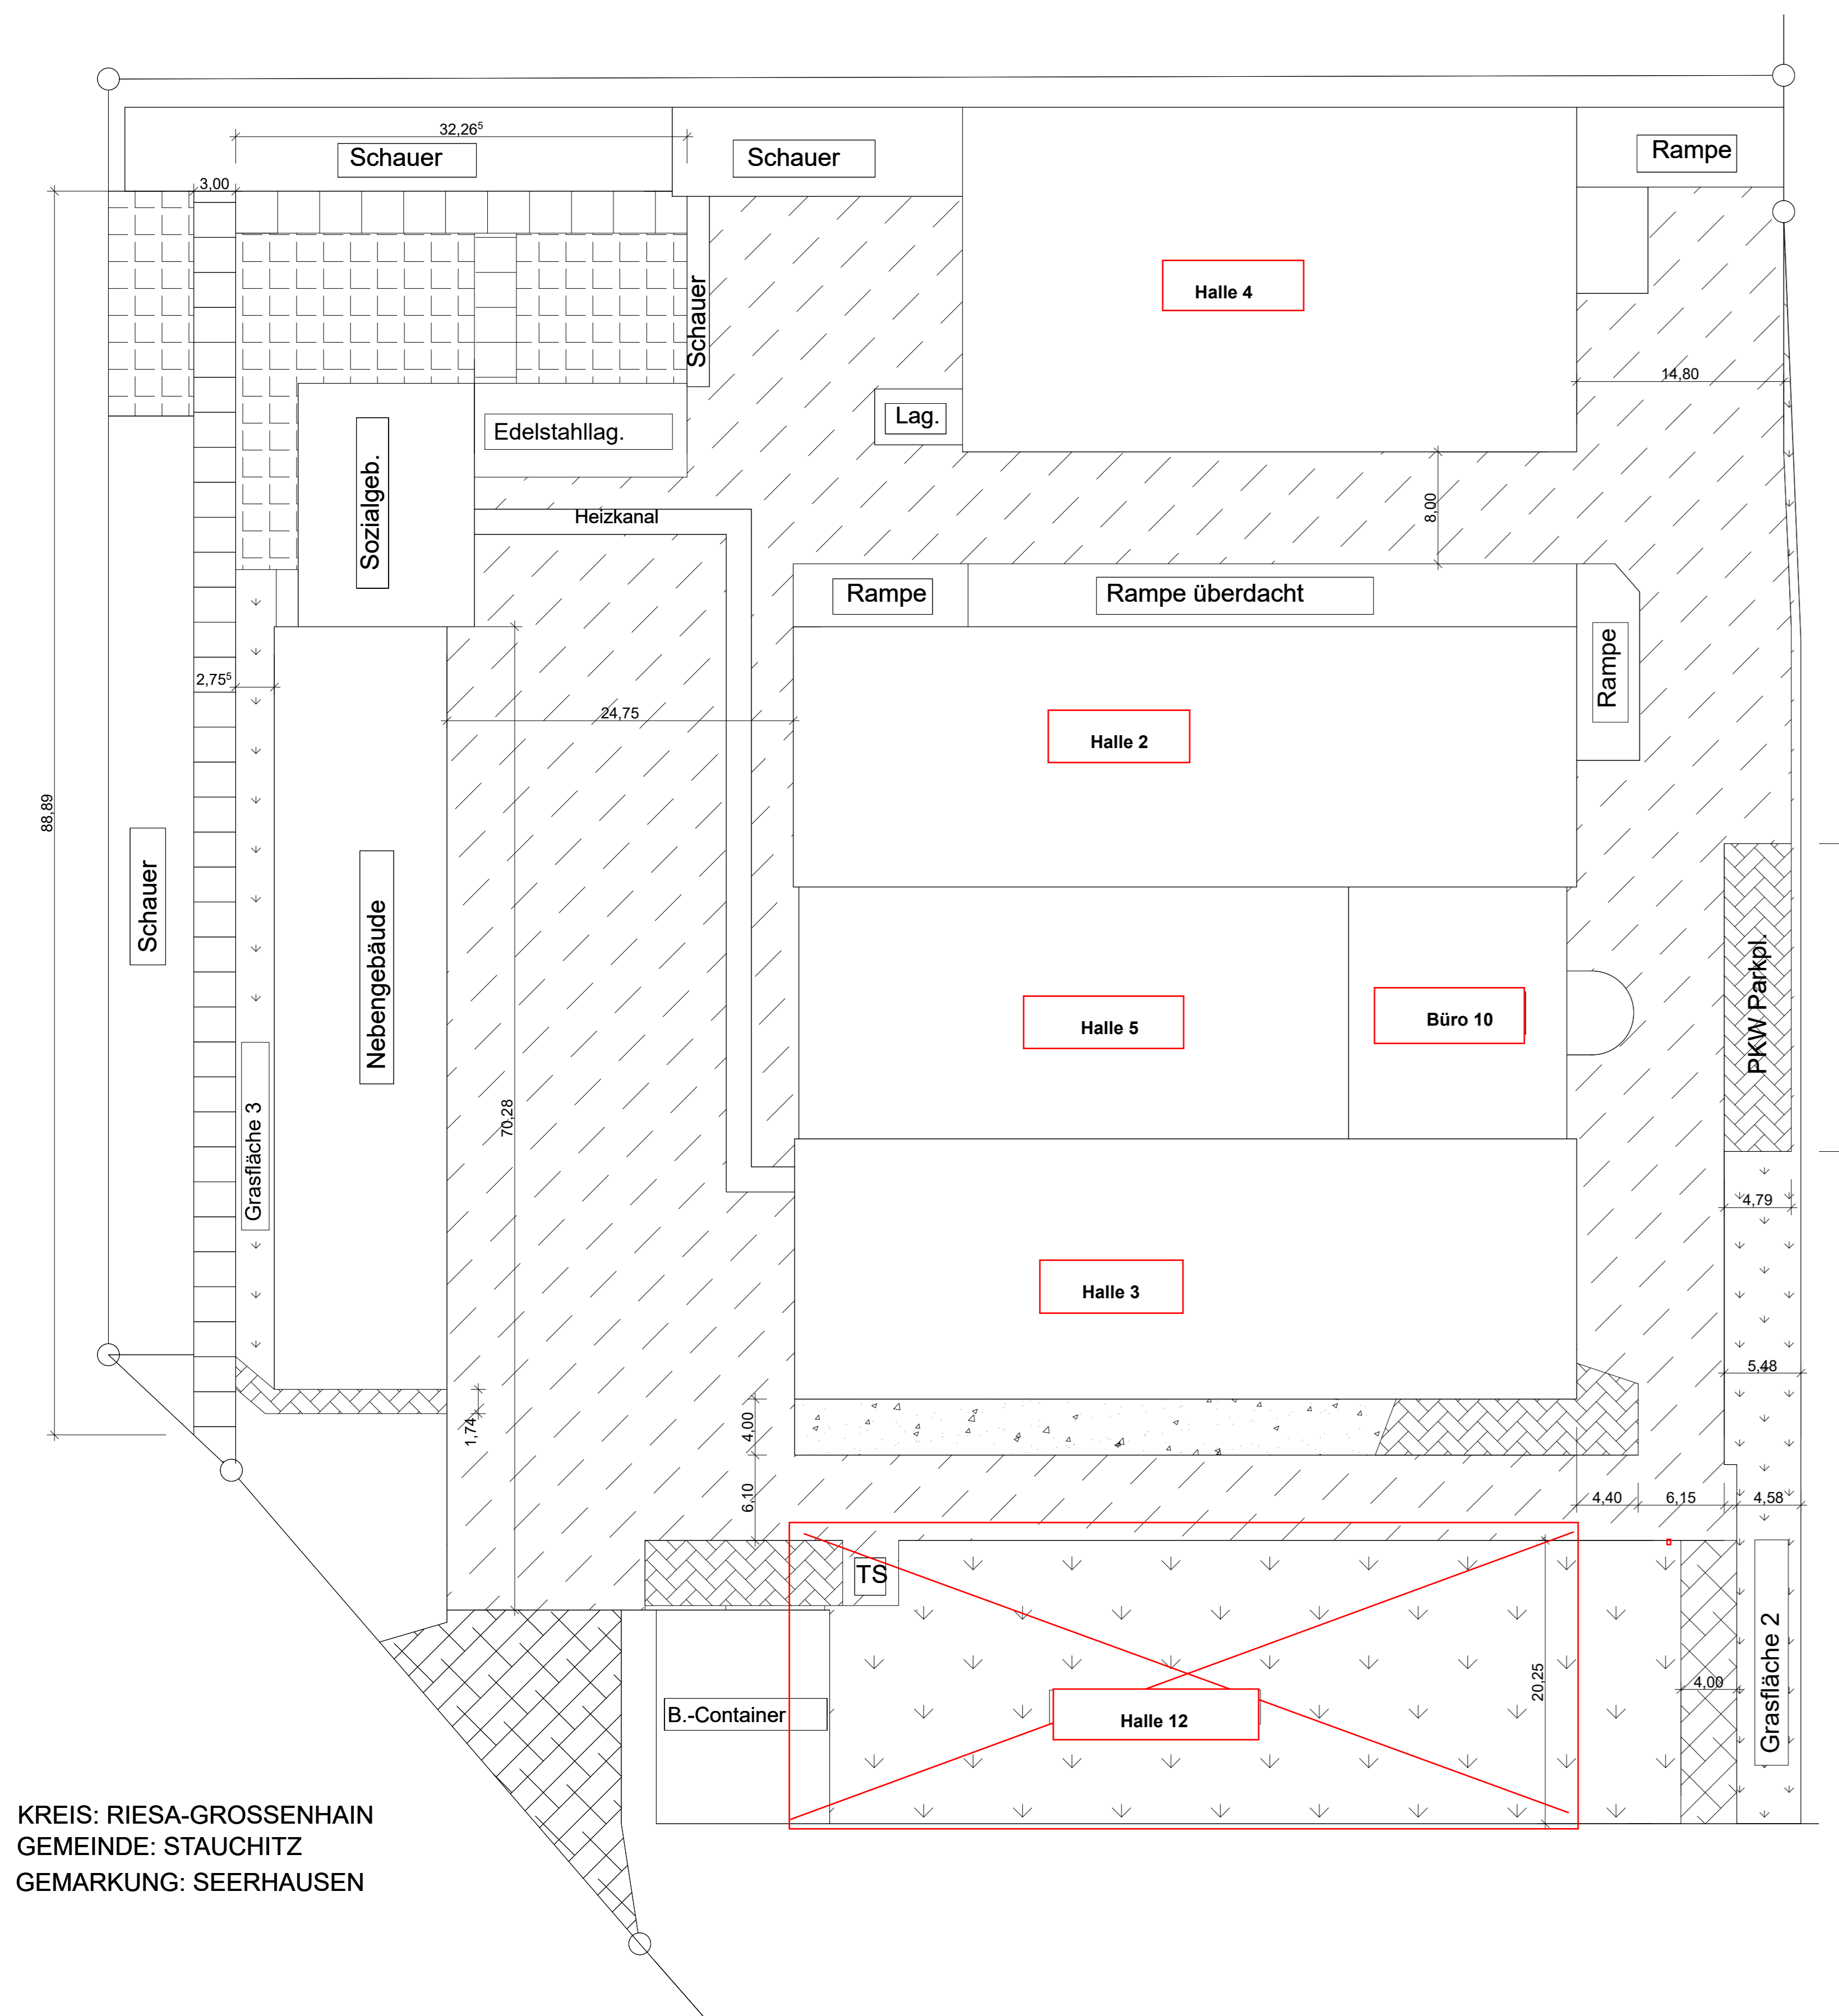 32,26⁵
Schauer
Schauer
Rampe
3,00
Schauer
Halle 4
14,80
Lag.
Edelstahllag.
Sozialgeb.
8,00
Heizkanal
Rampe
Rampe überdacht
Rampe
2,75⁵
24,75
Halle 2
88,89
Schauer
Nebengebäude
PKW Parkpl.
Halle 5
Büro 10
Grasfläche 3
70,28
4,79
Halle 3
5,48
1,74
4,00
6,10
4,40
6,15
4,58
TS
20,25
4,00
Grasfläche 2
B.-Container
Halle 12
KREIS: RIESA-GROSSENHAIN
GEMEINDE: STAUCHITZ
GEMARKUNG: SEERHAUSEN